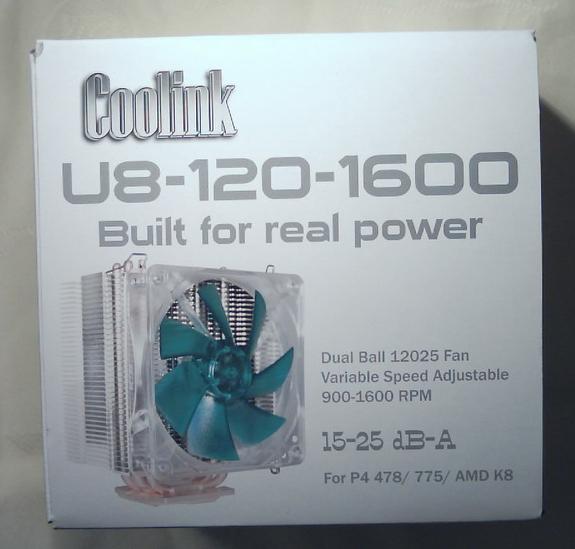 Coolink
U8-120-1600
Built for real power
Dual Ball 12025 Fan
Variable Speed Adjustable
900-1600 RPM
15-25 dB-A
For P4 478/ 775/ AMD K8